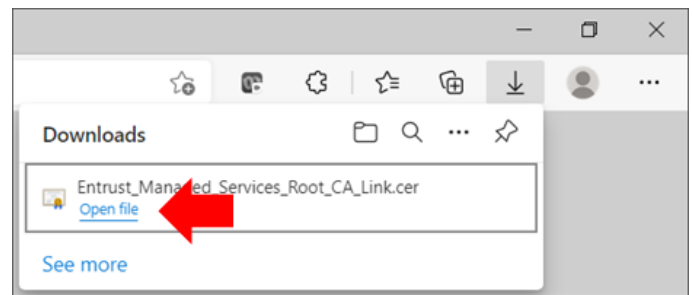 Downloads
Entrust_Managed_Services_Root_CA_Link.cer
Open file
See more